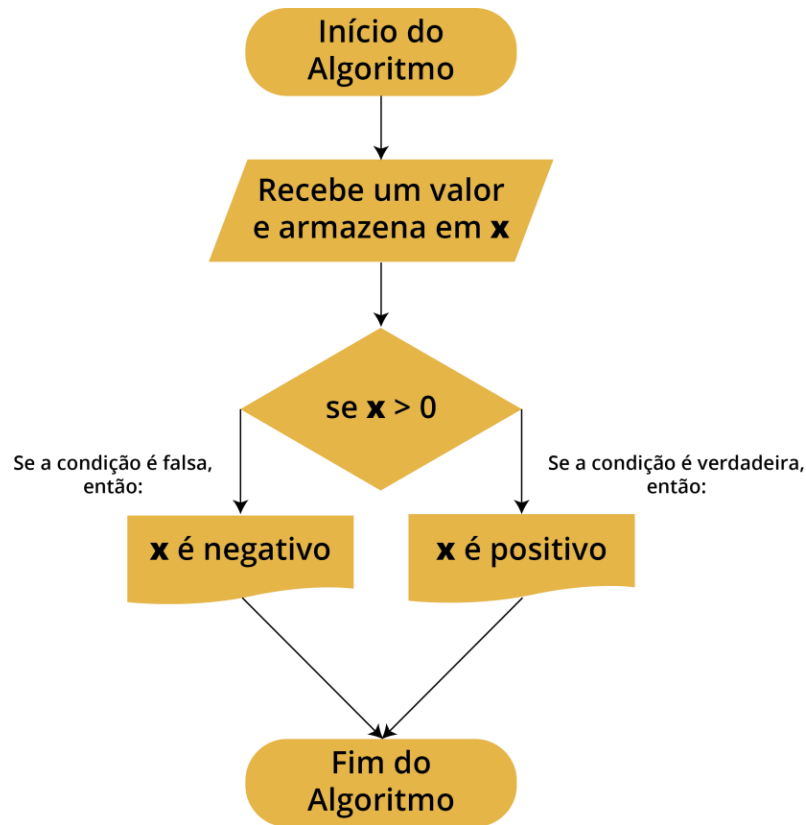 Início do
Algoritmo
Recebe um valor
e armazena em x
se x > 0
Se a condição é falsa,
então:
Se a condição é verdadeira,
então:
x é negativo
x é positivo
Fim do
Algoritmo